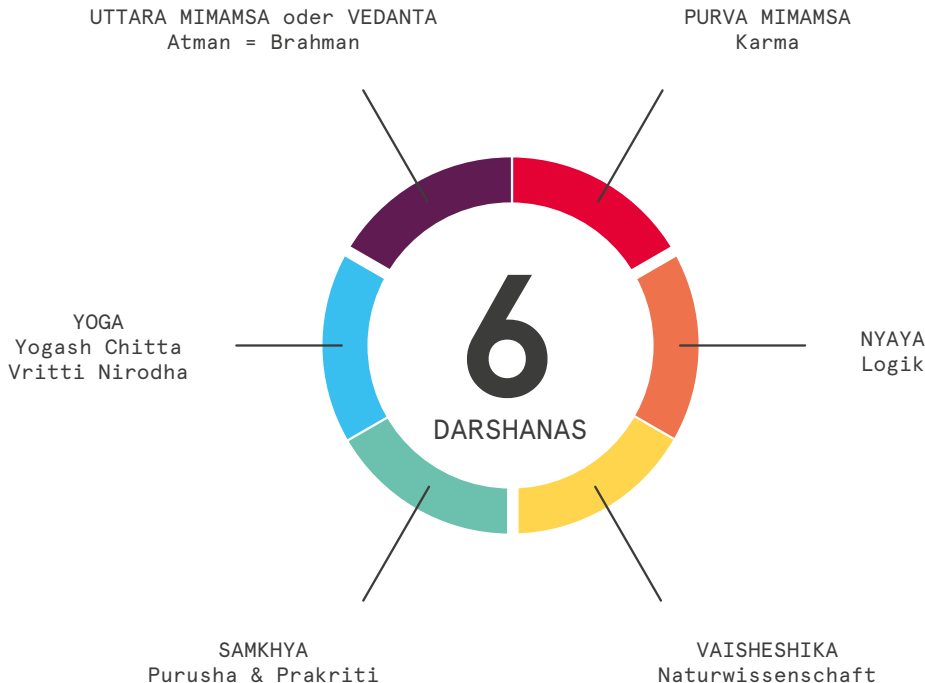 UTTARA MIMAMSA oder VEDANTA
Atman = Brahman
PURVA MIMAMSA
Karma
YOGA
Yogash Chitta
Vritti Nirodha
6
DARSHANAS
NYAYA
Logik
SAMKHYA
Purusha & Prakriti
VAISHESHIKA
Naturwissenschaft